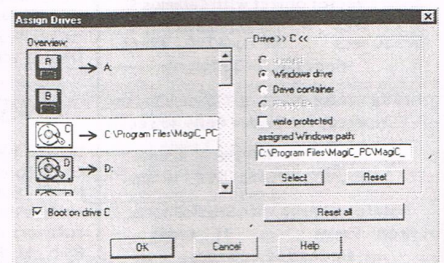 Assign Drives
Overview:
A
→ A:
B
C → C:\Program Files\MagiC_PC
D → D:
Boot on drive C
Drive >> C <<
Windows drive
Drive container
write protected
assigned Windows path:
C:\Program Files\MagiC_PC\MagiC_
Select Reset
Reset all
OK Cancel Help